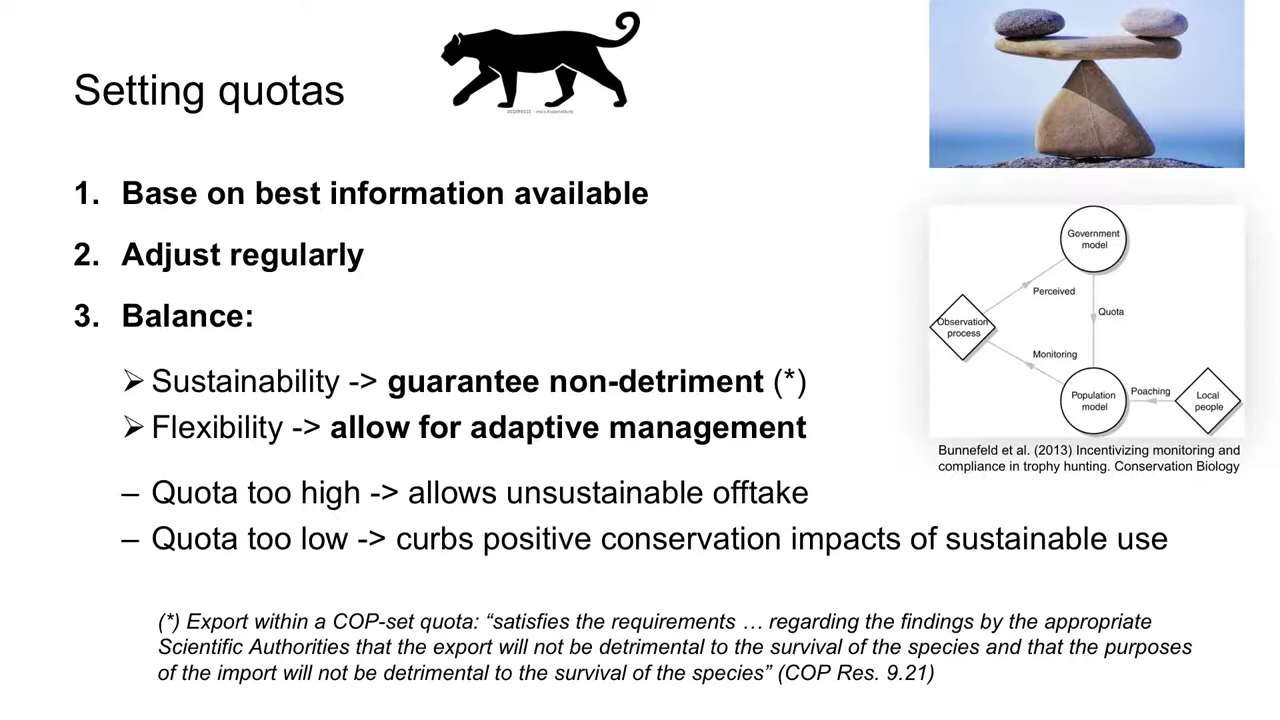 Setting quotas
1. Base on best information available
2. Adjust regularly
3. Balance:
➢ Sustainability -> guarantee non-detriment (*)
➢ Flexibility -> allow for adaptive management
– Quota too high -> allows unsustainable offtake
– Quota too low -> curbs positive conservation impacts of sustainable use
(*) Export within a COP-set quota: “satisfies the requirements … regarding the findings by the appropriate
Scientific Authorities that the export will not be detrimental to the survival of the species and that the purposes
of the import will not be detrimental to the survival of the species” (COP Res. 9.21)
Government
model
Perceived
Quota
Observation
process
Monitoring
Population
model
Poaching
Local
people
Bunnefeld et al. (2013) Incentivizing monitoring and
compliance in trophy hunting. Conservation Biology